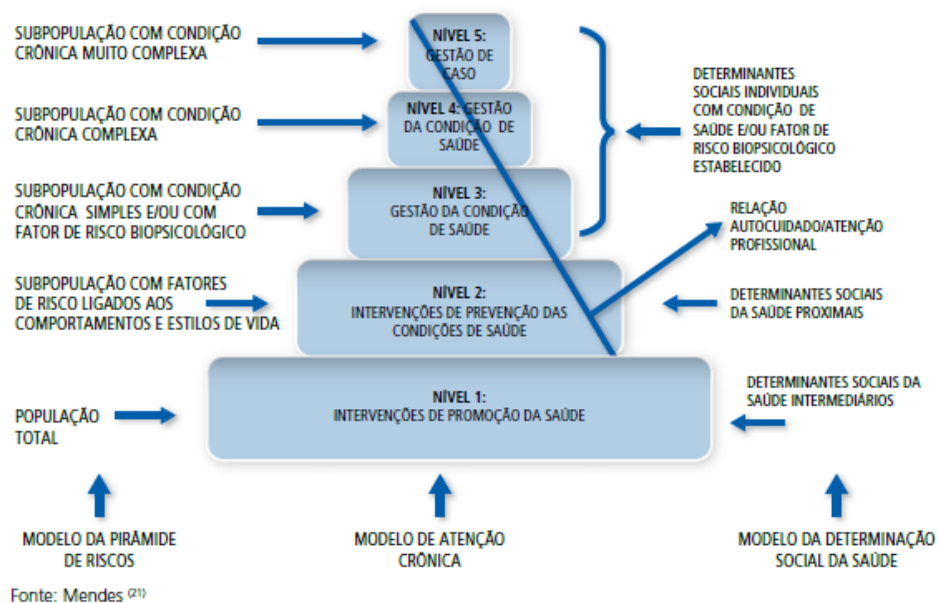 SUBPOPULAÇÃO COM CONDIÇÃO
CRÔNICA MUITO COMPLEXA
NÍVEL 5:
GESTÃO DE
CASO
SUBPOPULAÇÃO COM CONDIÇÃO
CRÔNICA COMPLEXA
NÍVEL 4: GESTÃO
DA CONDIÇÃO DE
SAÚDE
DETERMINANTES
SOCIAIS INDIVIDUAIS
COM CONDIÇÃO DE
SAÚDE E/OU FATOR DE
RISCO BIOPSICOLÓGICO
ESTABELECIDO
SUBPOPULAÇÃO COM CONDIÇÃO
CRÔNICA SIMPLES E/OU COM
FATOR DE RISCO BIOPSICOLÓGICO
NÍVEL 3:
GESTÃO DA CONDIÇÃO
DE SAÚDE
RELAÇÃO
AUTOCUIDADO/ATENÇÃO
PROFISSIONAL
SUBPOPULAÇÃO COM FATORES
DE RISCO LIGADOS AOS
COMPORTAMENTOS E ESTILOS DE VIDA
NÍVEL 2:
INTERVENÇÕES DE PREVENÇÃO DAS
CONDIÇÕES DE SAÚDE
DETERMINANTES SOCIAIS
DA SAÚDE PROXIMAIS
POPULAÇÃO
TOTAL
NÍVEL 1:
INTERVENÇÕES DE PROMOÇÃO DA SAÚDE
DETERMINANTES SOCIAIS DA
SAÚDE INTERMEDIÁRIOS
MODELO DA PIRÂMIDE
DE RISCOS
MODELO DE ATENÇÃO
CRÔNICA
MODELO DA DETERMINAÇÃO
SOCIAL DA SAÚDE
Fonte: Mendes (21)